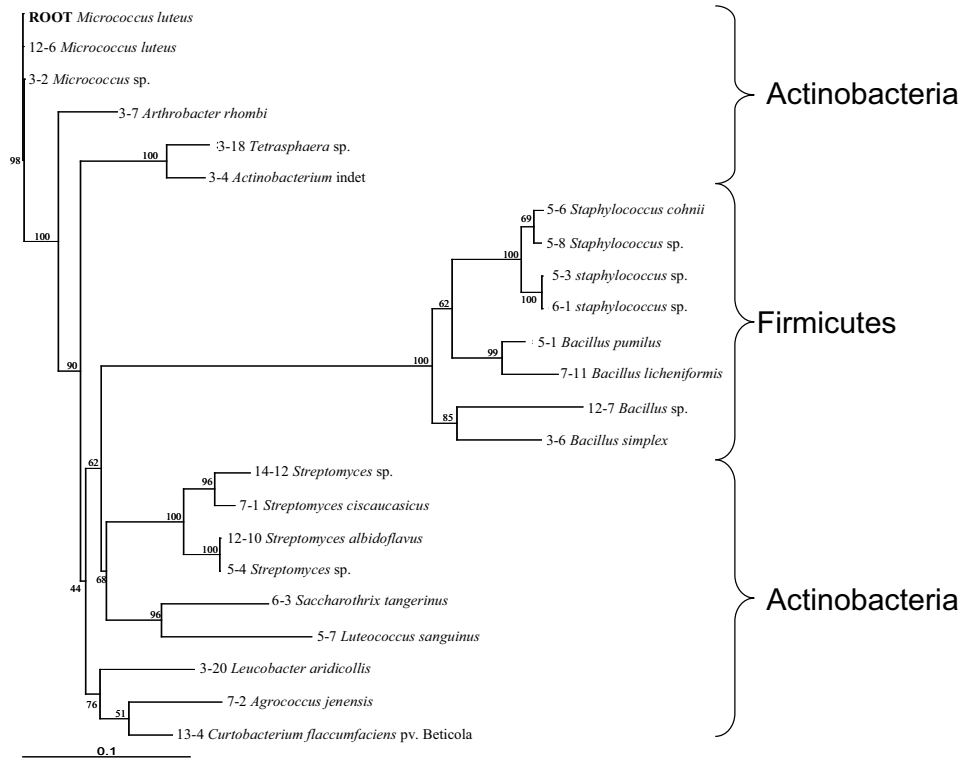 ROOT Micrococcus luteus
12-6 Micrococcus luteus
3-2 Micrococcus sp.
Actinobacteria
3-7 Arthrobacter rhombi
3-18 Tetrasphaera sp.
100
98
3-4 Actinobacterium indet
5-6 Staphylococcus cohnii
69
100
5-8 Staphylococcus sp.
100
5-3 staphylococcus sp.
100
62
6-1 staphylococcus sp.
Firmicutes
5-1 Bacillus pumilus
99
100
90
7-11 Bacillus licheniformis
12-7 Bacillus sp.
85
3-6 Bacillus simplex
62
14-12 Streptomyces sp.
96
7-1 Streptomyces ciscaucasicus
100
12-10 Streptomyces albidoflavus
100
5-4 Streptomyces sp.
68
44
6-3 Saccharothrix tangerinus
Actinobacteria
96
5-7 Luteococcus sanguinus
3-20 Leucobacter aridicollis
76
7-2 Agrococcus jenensis
51
13-4 Curtobacterium flaccumfaciens pv. Beticola
0.1